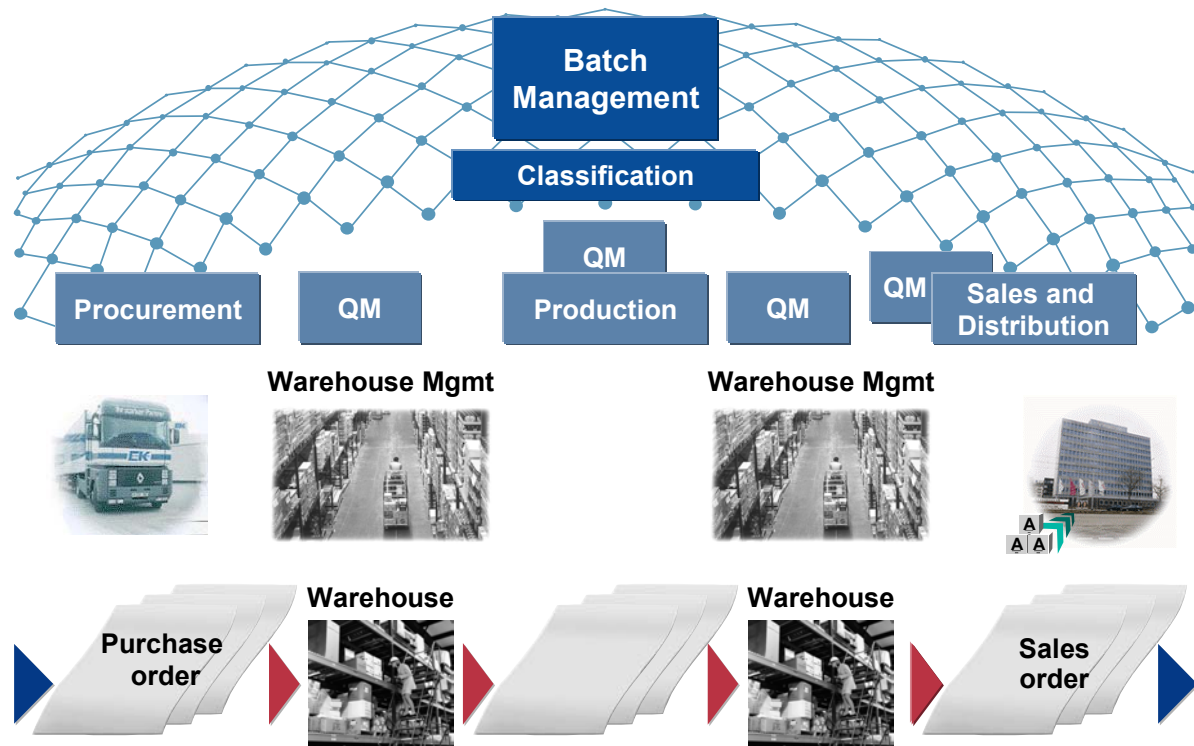 Batch
Management
Classification
QM
Procurement
QM
Production
QM
QM
Sales and
Distribution
Warehouse Mgmt
Warehouse Mgmt
EK
A
A A
Warehouse
Warehouse
Purchase
order
Sales
order